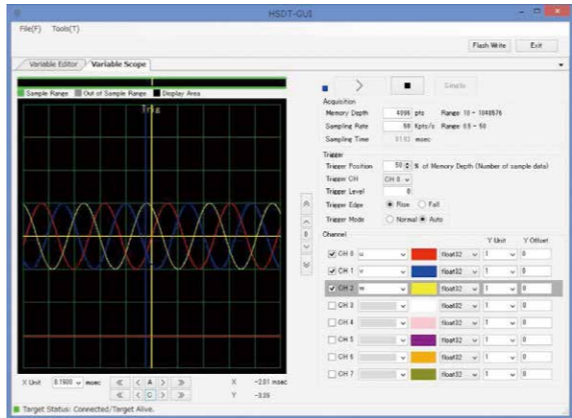 HSDT-GUI
File(F) Tools(T)
Flash Write Exit
Variable Editor Variable Scope
Sample Range Out of Sample Range Display Area
Trig
Single
Acquisition
Memory Depth 4096 pts Range: 10 - 1048576
Sampling Rate 50 Kpts/s Range: 0.5 - 50
Sampling Time msec
Trigger
Trigger Position 50 % of Memory Depth (Number of sample data)
Trigger CH CH 0
Trigger Level 0
Trigger Edge Rise Fall
Trigger Mode Normal Auto
Channel
Y Unit Y Offset
CH 0 u float32 1 0
CH 1 v float32 1 0
CH 2 w float32 1 0
CH 3 float32 1 0
CH 4 float32 1 0
CH 5 float32 1 0
CH 6 float32 1 0
CH 7 float32 1 0
X Unit msec ≪ < A > ≫ X msec
≪ < C > ≫ Y
Target Status: Connected/Target Alive.